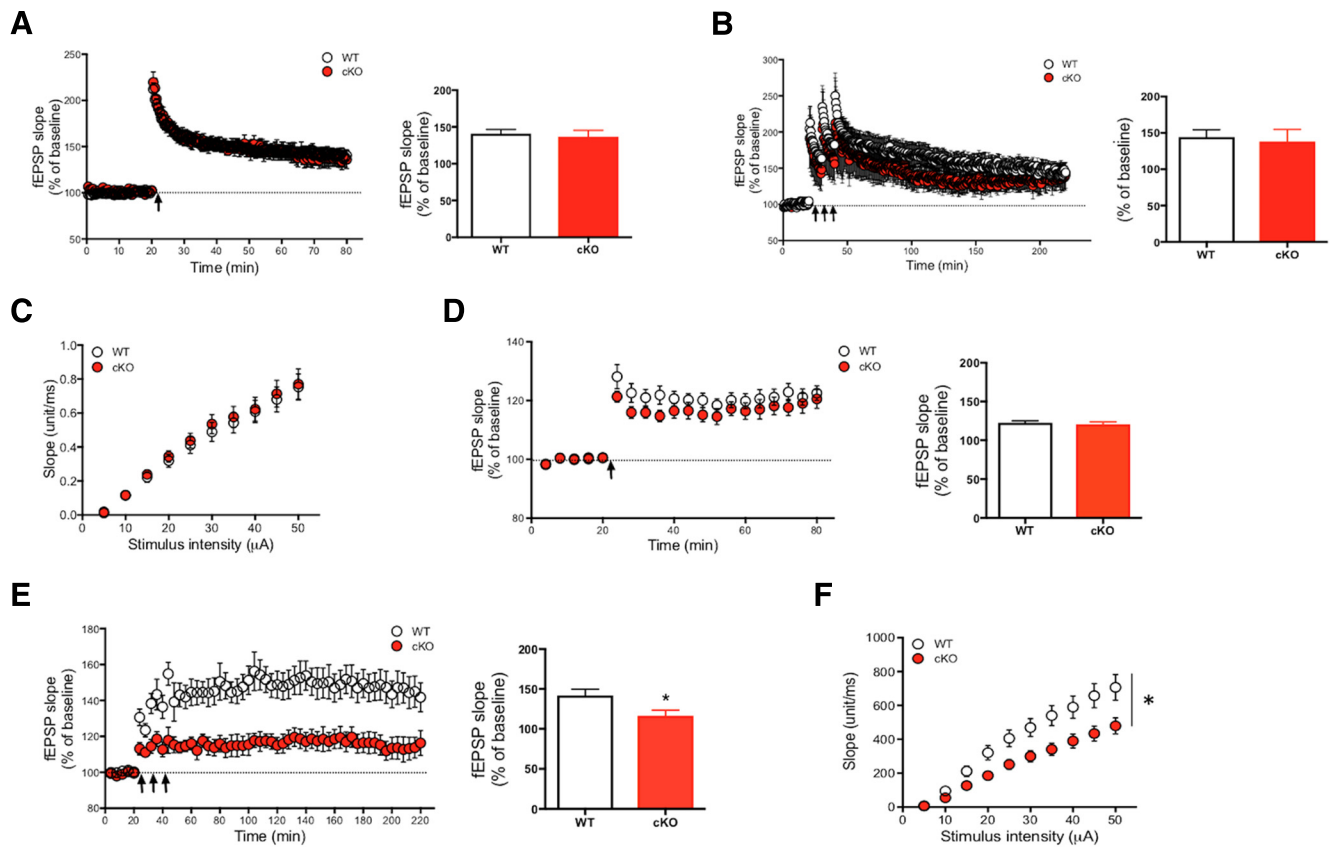 A
WT
cKO
fEPSP slope
(% of baseline)
250
200
150
100
50
0 10 20 30 40 50 60 70 80
Time (min)
fEPSP slope
(% of baseline)
200
150
100
50
0
WT cKO
B
WT
cKO
fEPSP slope
(% of baseline)
300
250
200
150
100
50
0 50 100 150 200
Time (min)
(% of baseline)
200
150
100
50
0
WT cKO
C
WT
cKO
Slope (unit/ms)
1.0
0.8
0.6
0.4
0.2
0.0
0 10 20 30 40 50
Stimulus intensity (μA)
D
WT
cKO
fEPSP slope
(% of baseline)
140
120
100
80
0 20 40 60 80
Time (min)
fEPSP slope
(% of baseline)
200
150
100
50
0
WT cKO
E
WT
cKO
fEPSP slope
(% of baseline)
180
160
140
120
100
80
0 20 40 60 80 100 120 140 160 180 200 220
Time (min)
fEPSP slope
(% of baseline)
200
150
100
50
0
*
WT cKO
F
WT
cKO
Slope (unit/ms)
1000
800
600
400
200
0
0 10 20 30 40 50
*
Stimulus intensity (μA)